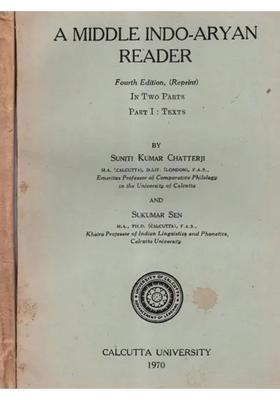 A MIDDLE INDO-ARYAN
READER
Fourth Edition, (Reprint)
IN TWO PARTS
PART I : TEXTS
BY
SUNITI KUMAR CHATTERJI
M.A. (CALCUTTA), D.LIT. (LONDON), F.A.S.,
Emeritus Professor of Comparative Philology
in the University of Calcutta
AND
SUKUMAR SEN
M.A., PH.D. (CALCUTTA), F.A.S.,
Khaira Professor of Indian Linguistics and Phonetics,
Calcutta University
CALCUTTA UNIVERSITY
1970